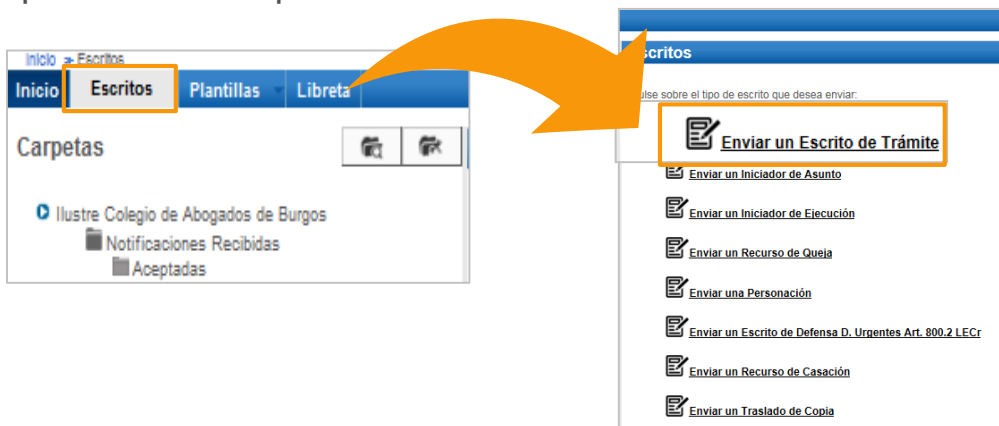 Inicio > Escritos
Inicio Escritos Plantillas Libreta
Carpetas
Ilustre Colegio de Abogados de Burgos
Notificaciones Recibidas
Aceptadas
critos
ulse sobre el tipo de escrito que desea enviar:
Enviar un Escrito de Trámite
Enviar un Iniciador de Asunto
Enviar un Iniciador de Ejecución
Enviar un Recurso de Queja
Enviar una Personación
Enviar un Escrito de Defensa D. Urgentes Art. 800.2 LECr
Enviar un Recurso de Casación
Enviar un Traslado de Copia